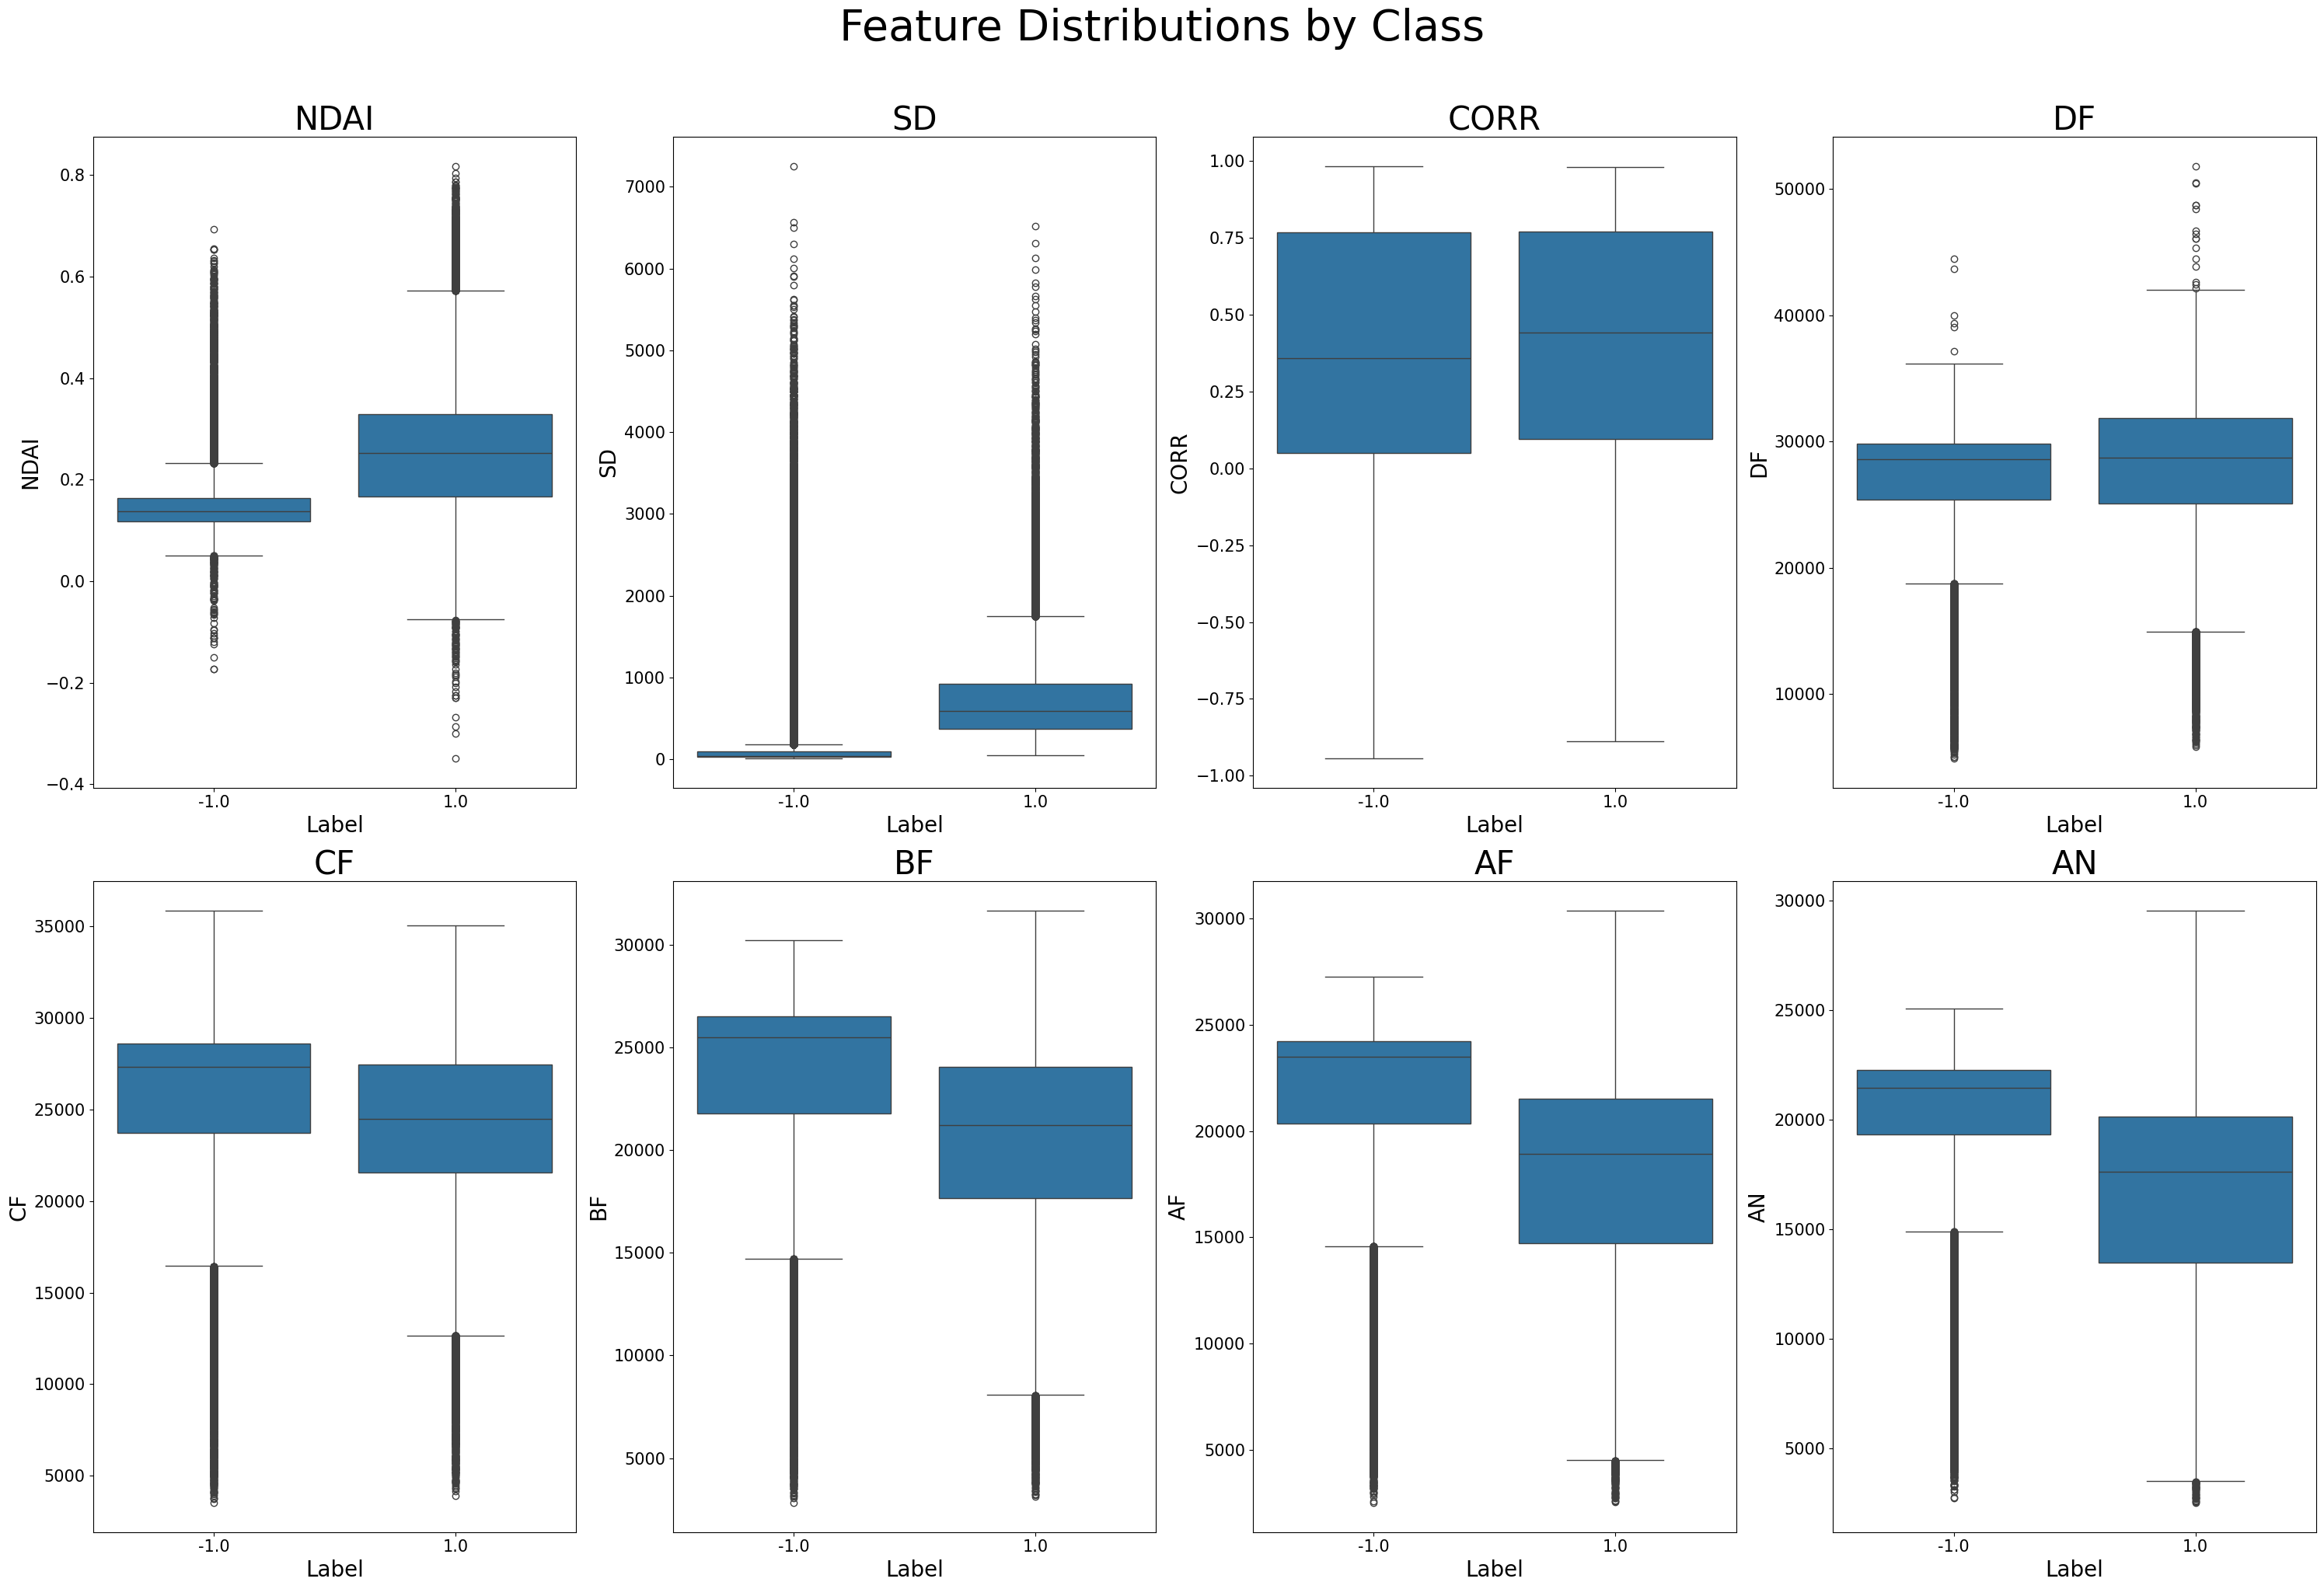 Feature Distributions by Class
NDAI
SD
CORR
DF
0.8
0.6
0.4
0.2
0.0
−0.2
−0.4
NDAI
-1.0
1.0
Label
7000
6000
5000
4000
3000
2000
1000
0
SD
-1.0
1.0
Label
1.00
0.75
0.50
0.25
0.00
−0.25
−0.50
−0.75
−1.00
CORR
-1.0
1.0
Label
50000
40000
30000
20000
10000
DF
-1.0
1.0
Label
CF
BF
AF
AN
35000
30000
25000
20000
15000
10000
5000
CF
-1.0
1.0
Label
30000
25000
20000
15000
10000
5000
BF
-1.0
1.0
Label
30000
25000
20000
15000
10000
5000
AF
-1.0
1.0
Label
30000
25000
20000
15000
10000
5000
AN
-1.0
1.0
Label